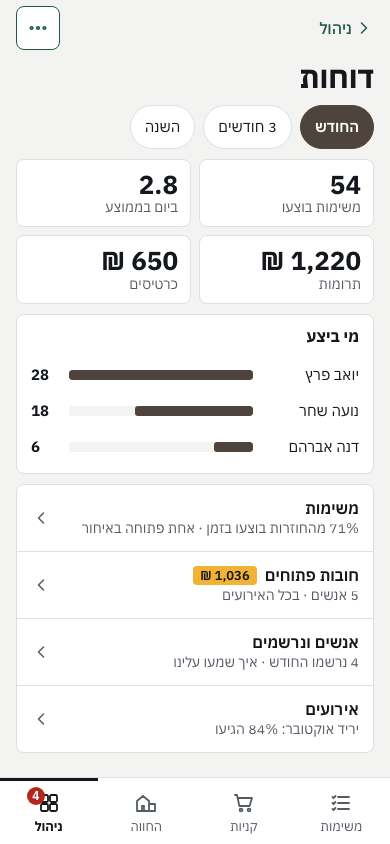 ניהול
דוחות
החודש
3 חודשים
השנה
54
משימות בוצעו
2.8
ביום בממוצע
1,220 ₪
תרומות
650 ₪
כרטיסים
מי ביצע
יואב פרץ 28
נועה שחר 18
דנה אברהם 6
משימות
71% מהחוזרות בוצעו בזמן · אחת פתוחה באיחור
חובות פתוחים 1,036 ₪
5 אנשים · בכל האירועים
אנשים ונרשמים
4 נרשמו החודש · איך שמעו עלינו
אירועים
יריד אוקטובר: 84% הגיעו
משימות
קניות
החווה
4
ניהול